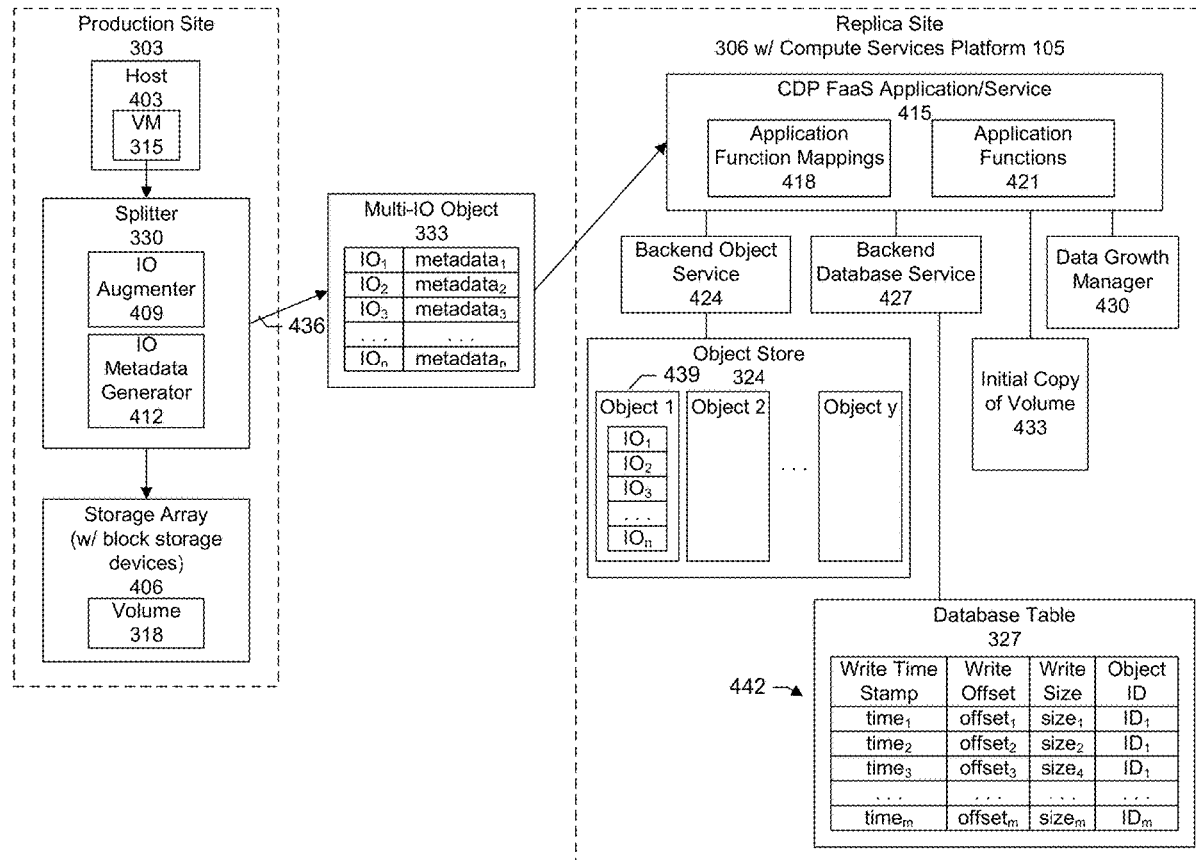 Production Site
303
Host
403
VM
315
Splitter
330
IO
Augmenter
409
IO
Metadata
Generator
412
Storage Array
(w/ block storage
devices)
406
Volume
318
436
Multi-IO Object
333
IO₁ metadata₁
IO₂ metadata₂
IO₃ metadata₃
. . . . . .
IOₙ metadataₙ
Replica Site
306 w/ Compute Services Platform 105
CDP FaaS Application/Service
415
Application
Function Mappings
418
Application
Functions
421
Backend Object
Service
424
Backend
Database Service
427
Data Growth
Manager
430
Initial Copy
of Volume
433
Object Store
324
439
Object 1
IO₁
IO₂
IO₃
. . .
IOₙ
Object 2
. . .
Object y
442
Database Table
327
Write Time Write Write Object
Stamp Offset Size ID
time₁ offset₁ size₁ ID₁
time₂ offset₂ size₂ ID₁
time₃ offset₃ size₄ ID₁
. . . . . . . . . . . .
timeₘ offsetₘ sizeₘ IDₘ